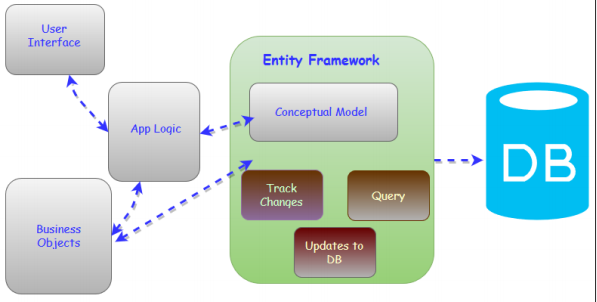 User
Interface
Entity Framework
Conceptual Model
App Logic
DB
Track
Changes
Query
Business
Objects
Updates to
DB